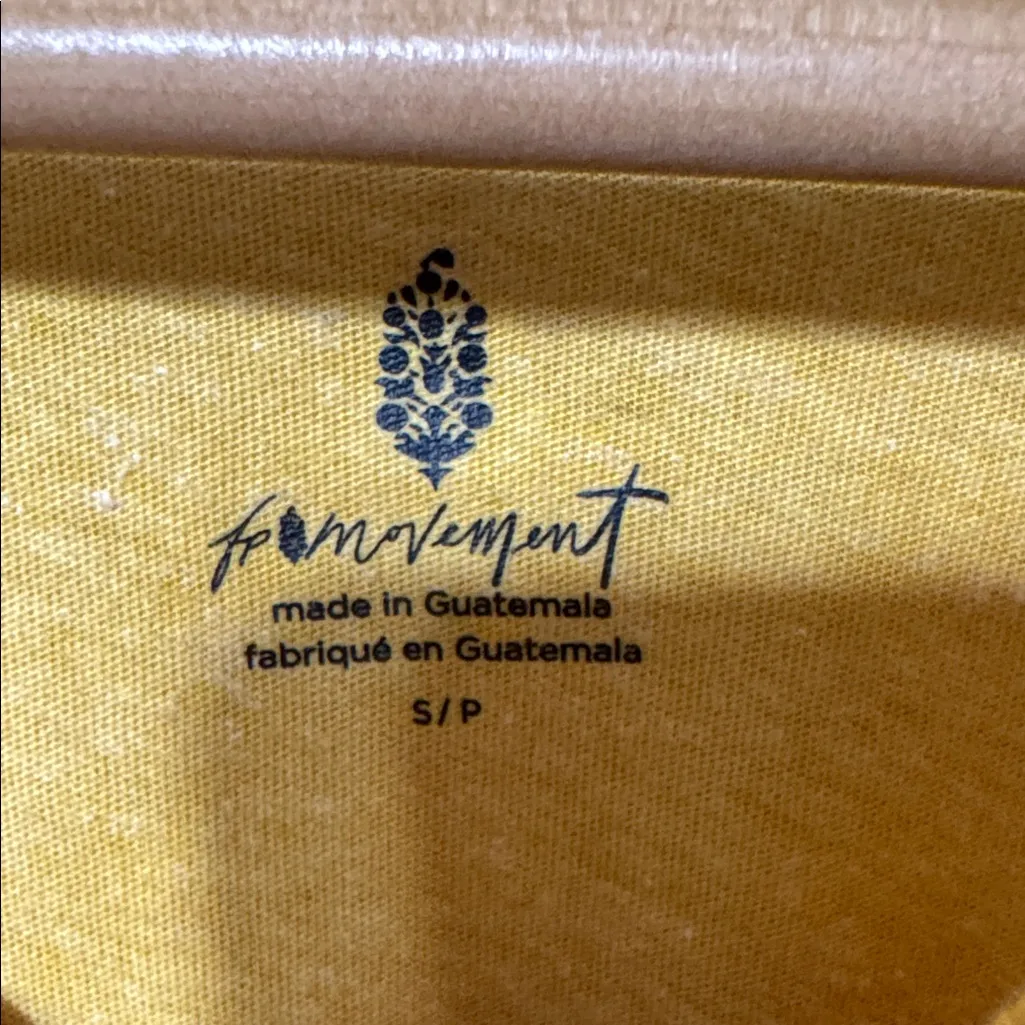 fp movement
made in Guatemala
fabriqué en Guatemala
S/P